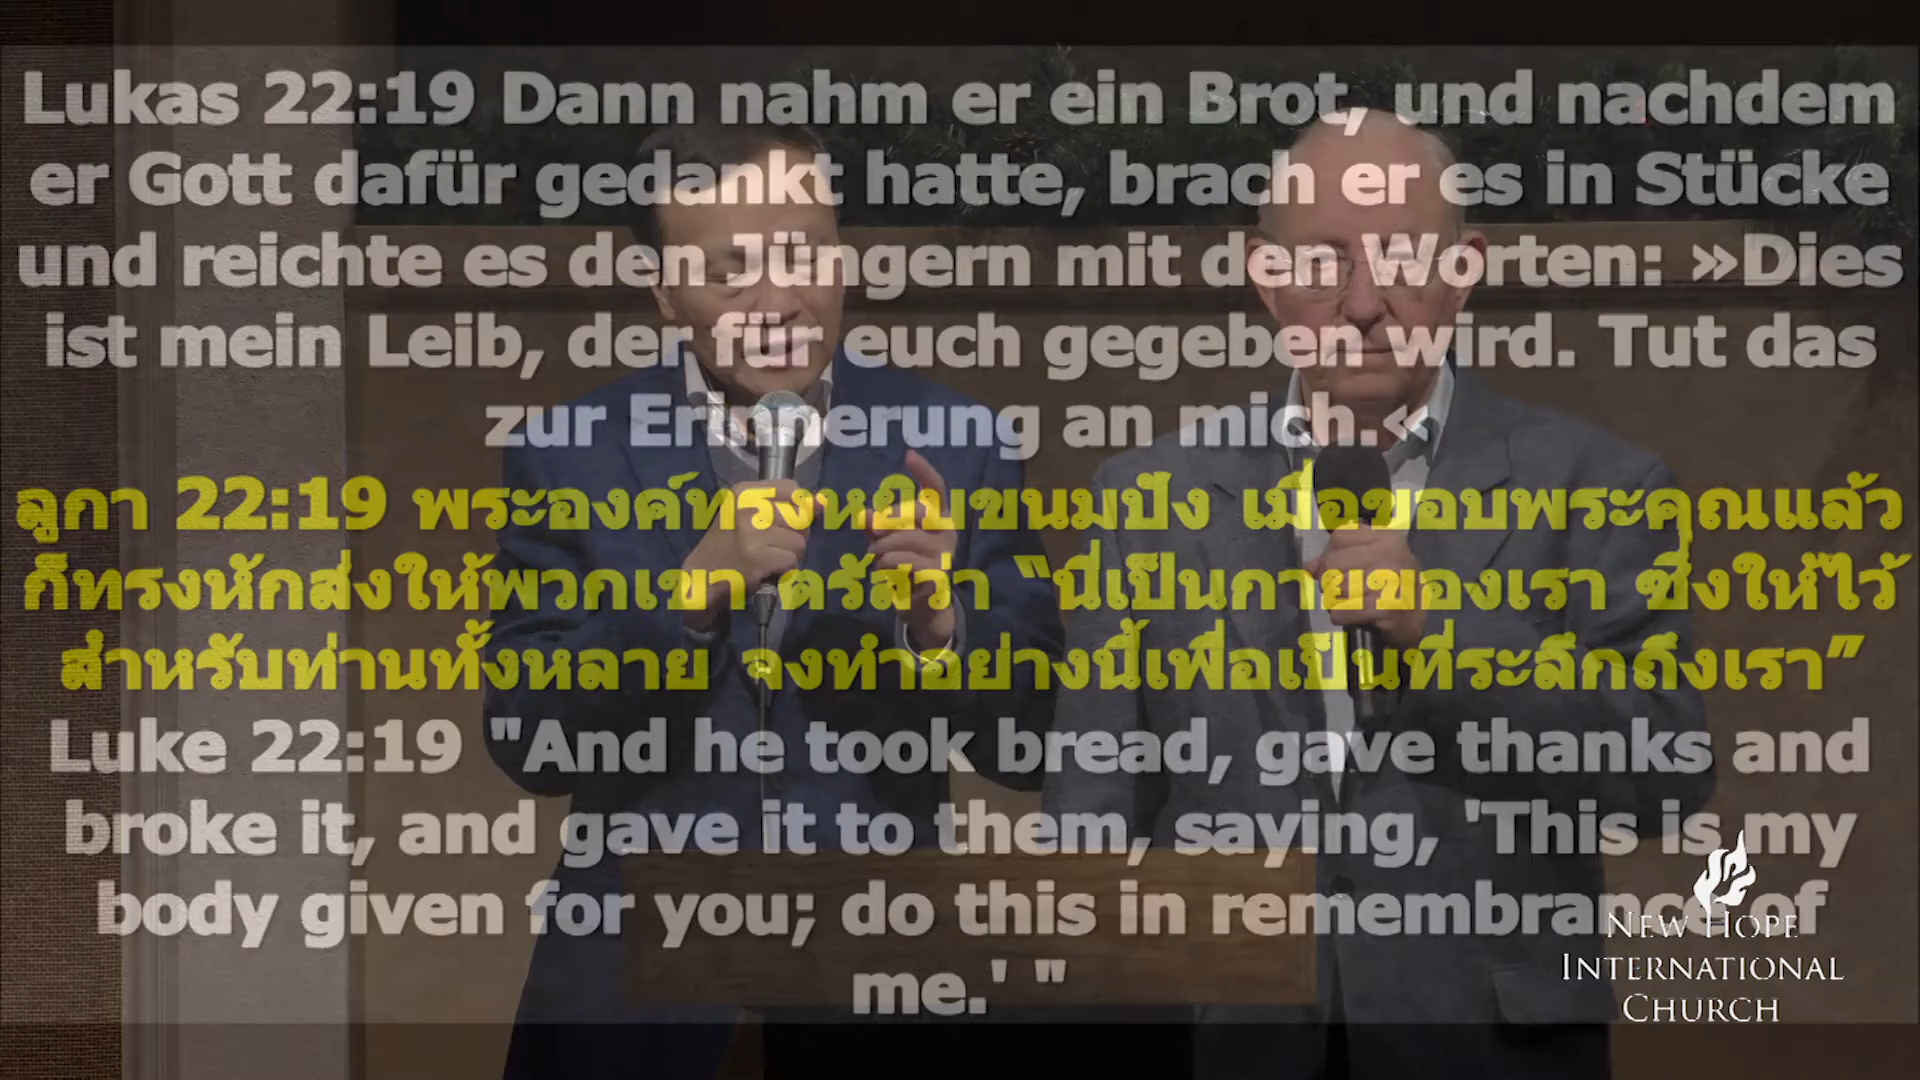 Lukas 22:19 Dann nahm er ein Brot, und nachdem
er Gott dafür gedankt hatte, brach er es in Stücke
und reichte es den Jüngern mit den Worten: »Dies
ist mein Leib, der für euch gegeben wird. Tut das
zur Erinnerung an mich.«
ลูกา 22:19 พระองค์ทรงหยิบขนมปัง เมื่อขอบพระคุณแล้ว
ก็ทรงหักส่งให้พวกเขา ตรัสว่า “นี่เป็นกายของเรา ซึ่งให้ไว้
สำหรับท่านทั้งหลาย จงทำอย่างนี้เพื่อเป็นที่ระลึกถึงเรา”
Luke 22:19 "And he took bread, gave thanks and
broke it, and gave it to them, saying, 'This is my
body given for you; do this in remembrance of
me.' "
NEW HOPE
INTERNATIONAL
CHURCH